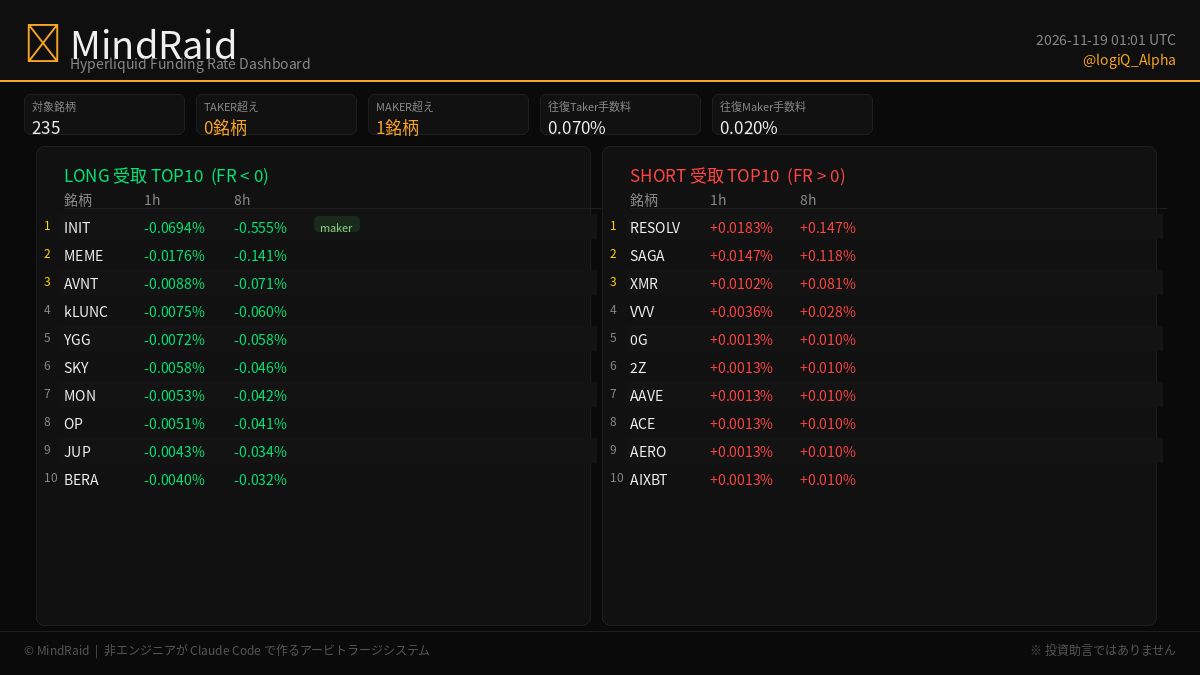 MindRaid
Hyperliquid Funding Rate Dashboard
2026-11-19 01:01 UTC
@logiQ_Alpha
対象銘柄
235
TAKER超え
0銘柄
MAKER超え
1銘柄
往復Taker手数料
0.070%
往復Maker手数料
0.020%
LONG 受取 TOP10 (FR < 0)
銘柄 1h 8h
1 INIT -0.0694% -0.555% maker
2 MEME -0.0176% -0.141%
3 AVNT -0.0088% -0.071%
4 kLUNC -0.0075% -0.060%
5 YGG -0.0072% -0.058%
6 SKY -0.0058% -0.046%
7 MON -0.0053% -0.042%
8 OP -0.0051% -0.041%
9 JUP -0.0043% -0.034%
10 BERA -0.0040% -0.032%
SHORT 受取 TOP10 (FR > 0)
銘柄 1h 8h
1 RESOLV +0.0183% +0.147%
2 SAGA +0.0147% +0.118%
3 XMR +0.0102% +0.081%
4 VVV +0.0036% +0.028%
5 0G +0.0013% +0.010%
6 2Z +0.0013% +0.010%
7 AAVE +0.0013% +0.010%
8 ACE +0.0013% +0.010%
9 AERO +0.0013% +0.010%
10 AIXBT +0.0013% +0.010%
© MindRaid | 非エンジニアが Claude Code で作るアービトラージシステム
※ 投資助言ではありません